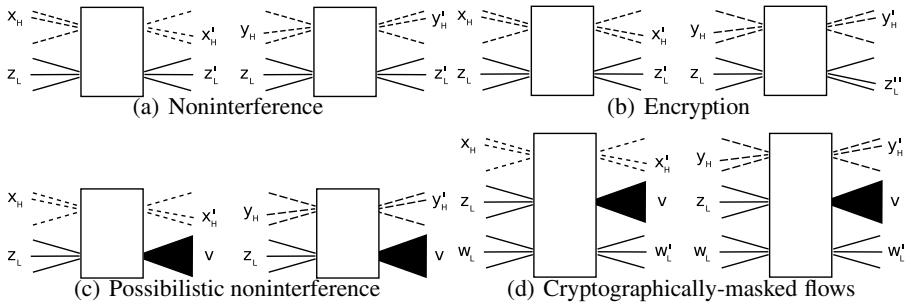 x_H x'_H y_H y'_H x_H x'_H y_H y'_H
z_L z'_L z_L z'_L z_L z'_L z_L z''_L
(a) Noninterference (b) Encryption
x_H x'_H y_H y'_H x_H x'_H y_H y'_H
z_L v z_L v z_L v z_L v
w_L w'_L w_L w'_L
(c) Possibilistic noninterference (d) Cryptographically-masked flows